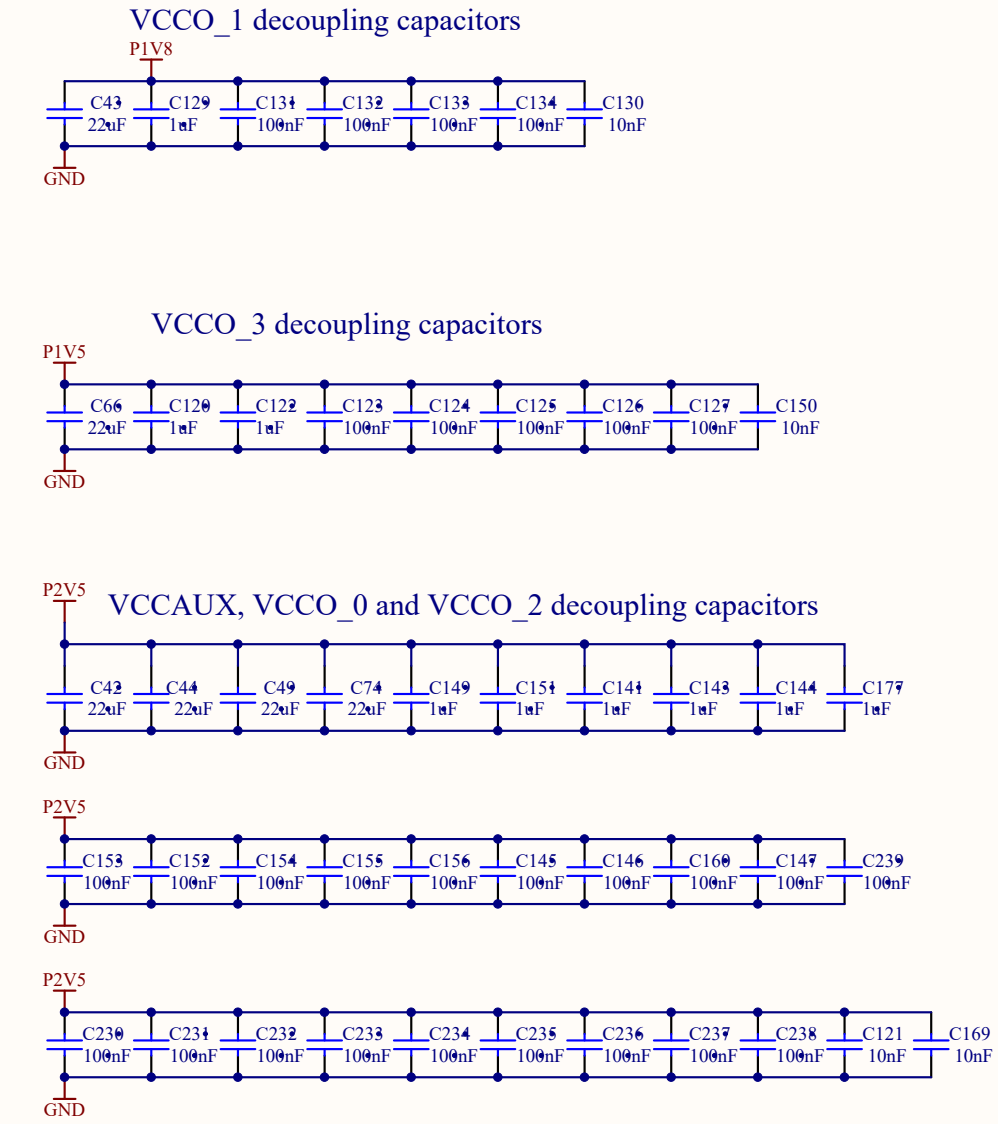 VCCO_1 decoupling capacitors
P1V8
C43 C129 C131 C132 C133 C134 C130
22uF 1uF 100nF 100nF 100nF 100nF 10nF
GND
VCCO_3 decoupling capacitors
P1V5
C66 C120 C122 C123 C124 C125 C126 C127 C150
22uF 1uF 1uF 100nF 100nF 100nF 100nF 100nF 10nF
GND
P2V5
VCCAUX, VCCO_0 and VCCO_2 decoupling capacitors
C42 C44 C49 C74 C149 C151 C141 C143 C144 C177
22uF 22uF 22uF 22uF 1uF 1uF 1uF 1uF 1uF 1uF
GND
P2V5
C153 C152 C154 C155 C156 C145 C146 C160 C147 C239
100nF 100nF 100nF 100nF 100nF 100nF 100nF 100nF 100nF 100nF
GND
P2V5
C230 C231 C232 C233 C234 C235 C236 C237 C238 C121 C169
100nF 100nF 100nF 100nF 100nF 100nF 100nF 100nF 100nF 10nF 10nF
GND